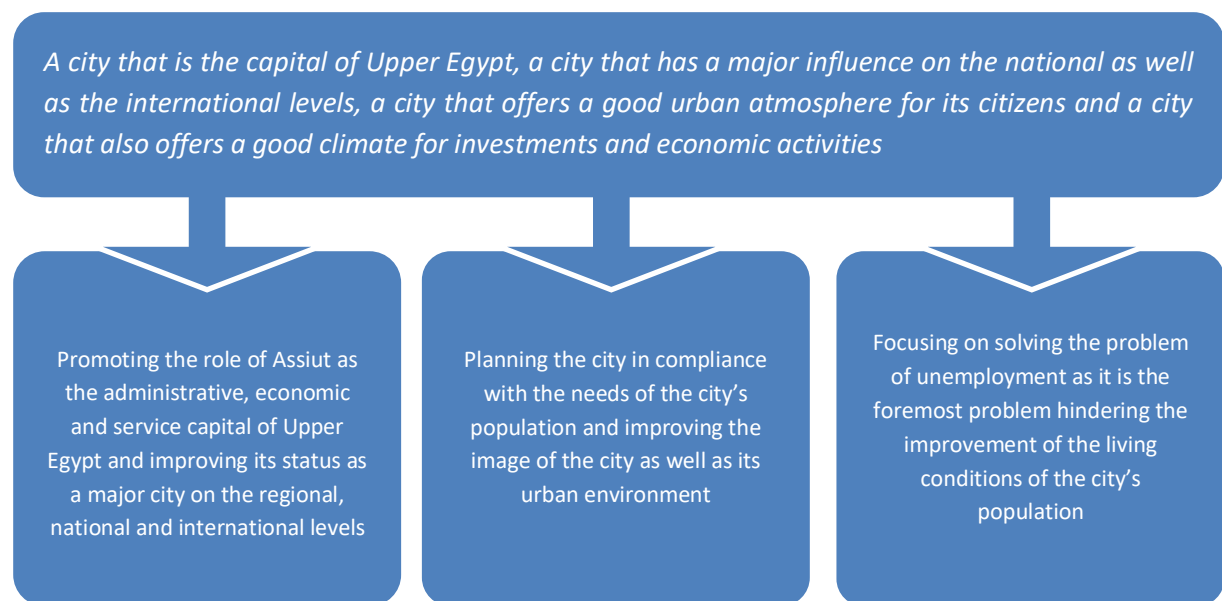 A city that is the capital of Upper Egypt, a city that has a major influence on the national as well
as the international levels, a city that offers a good urban atmosphere for its citizens and a city
that also offers a good climate for investments and economic activities
Promoting the role of Assiut as
the administrative, economic
and service capital of Upper
Egypt and improving its status as
a major city on the regional,
national and international levels
Planning the city in compliance
with the needs of the city’s
population and improving the
image of the city as well as its
urban environment
Focusing on solving the problem
of unemployment as it is the
foremost problem hindering the
improvement of the living
conditions of the city’s
population